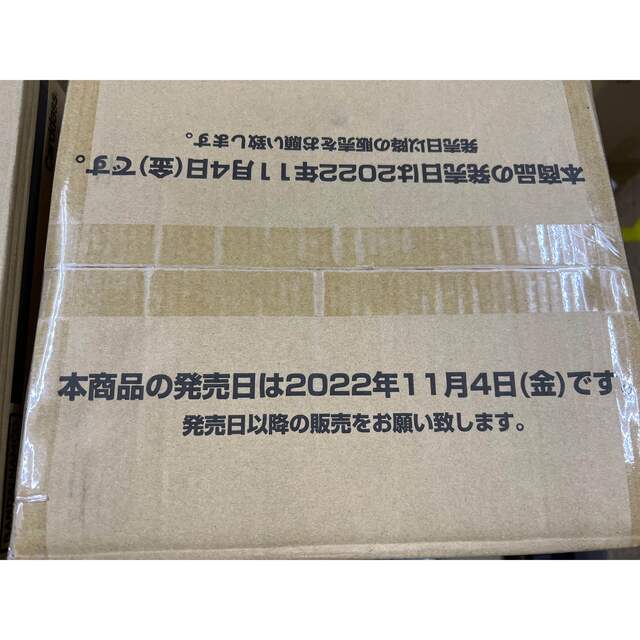 本商品の発売日は2022年11月4日(金)です。
発売日以降の販売をお願い致します。
本商品の発売日は2022年11月4日(金)です
発売日以降の販売をお願い致します。